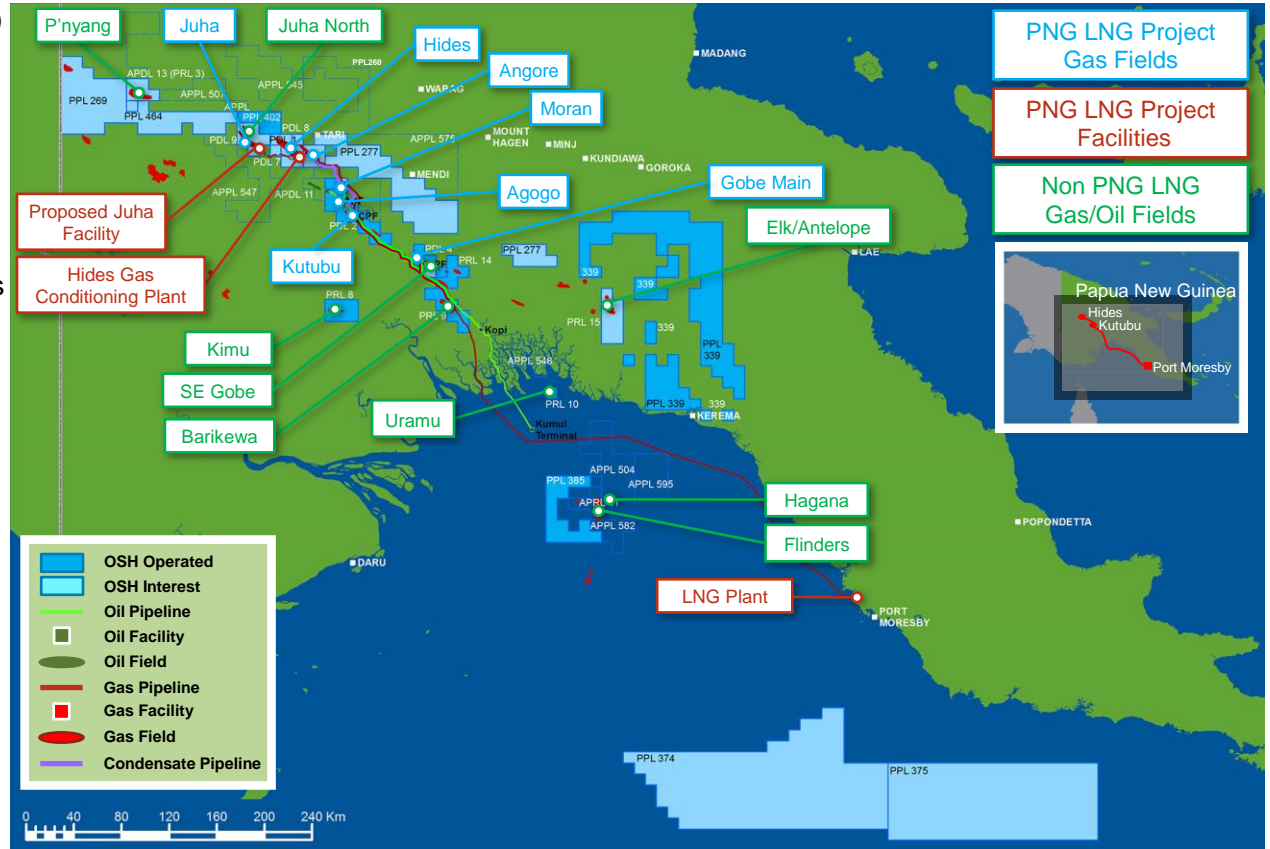 P'nyang
Juha
Juha North
Hides
Angore
Moran
Agogo
Gobe Main
Elk/Antelope
PNG LNG Project
Gas Fields
PNG LNG Project
Facilities
Non PNG LNG
Gas/Oil Fields
Proposed Juha
Facility
Hides Gas
Conditioning Plant
Kutubu
Kimu
SE Gobe
Barikewa
Uramu
Hagana
Flinders
LNG Plant
MADANG
PPL260
APDL 13 (PRL 3)
APPL 545
APPL 507
WABAG
PPL 269
PPL 464
APPL
PPL 402
PDL 8
PDL 9
PDL 1
TARI
PDL 7
PPL 277
APPL 575
MOUNT
HAGEN
MINJ
KUNDIAWA
GOROKA
MENDI
APPL 547
APDL 11
CPF
PDL 2
PDL 4
PRL 14
PPL 277
339
339
LAE
PRL 8
PRL 9
Kopi
PRL 15
339
PPL
339
APPL 548
PRL 10
PPL 339
339
KEREMA
Kumul
Terminal
APPL 504
PPL 385
APPL 595
APPL 582
POPONDETTA
DARU
PORT
MORESBY
PPL 374
PPL 375
Papua New Guinea
Hides
Kutubu
Port Moresby
OSH Operated
OSH Interest
Oil Pipeline
Oil Facility
Oil Field
Gas Pipeline
Gas Facility
Gas Field
Condensate Pipeline
0 40 80 120 160 200 240 Km